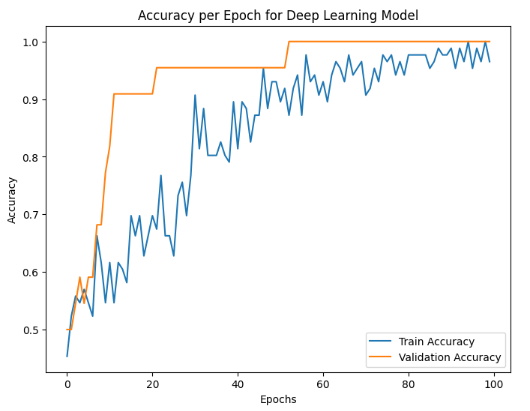 Accuracy per Epoch for Deep Learning Model
1.0
0.9
0.8
0.7
0.6
0.5
Accuracy
0 20 40 60 80 100
Epochs
Train Accuracy
Validation Accuracy